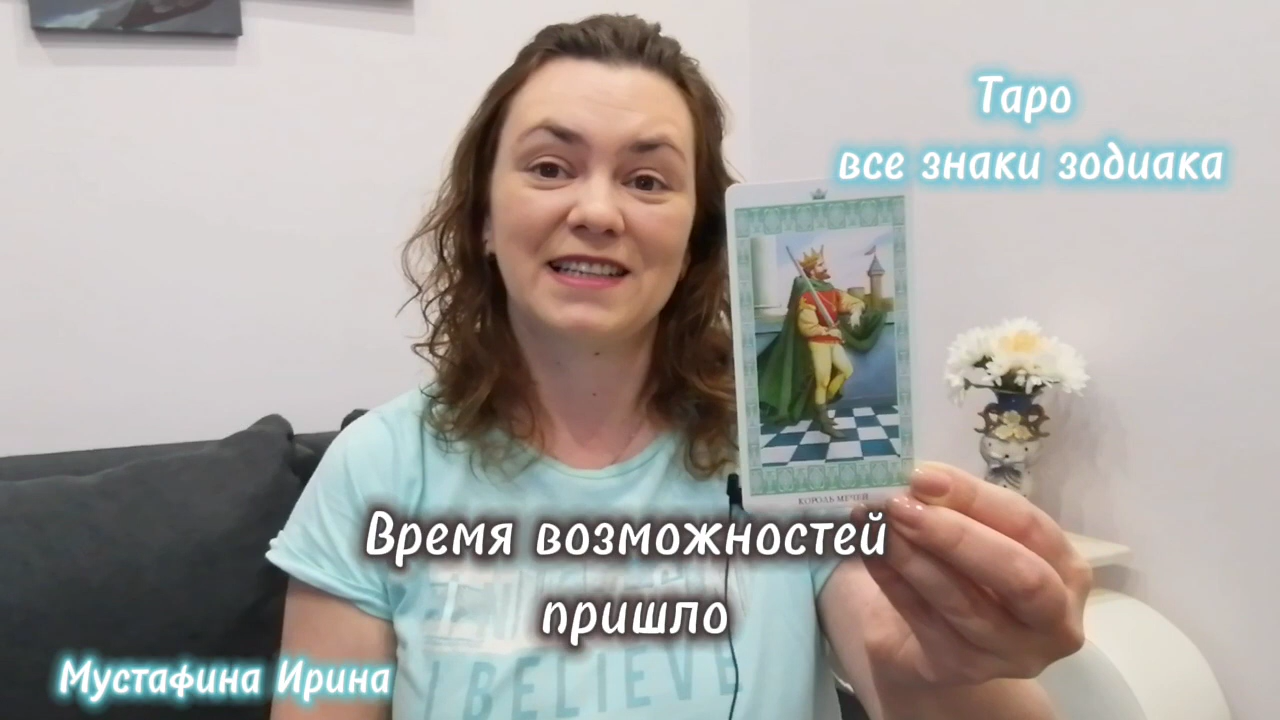 Таро
все знаки зодиака
КОРОЛЬ МЕЧЕЙ
Время возможностей
пришло
I BELIEVE
Мустафина Ирина